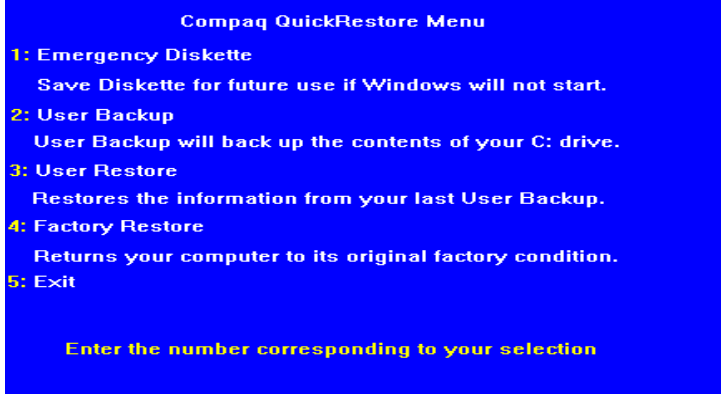 Compaq QuickRestore Menu
1: Emergency Diskette
Save Diskette for future use if Windows will not start.
2: User Backup
User Backup will back up the contents of your C: drive.
3: User Restore
Restores the information from your last User Backup.
4: Factory Restore
Returns your computer to its original factory condition.
5: Exit
Enter the number corresponding to your selection